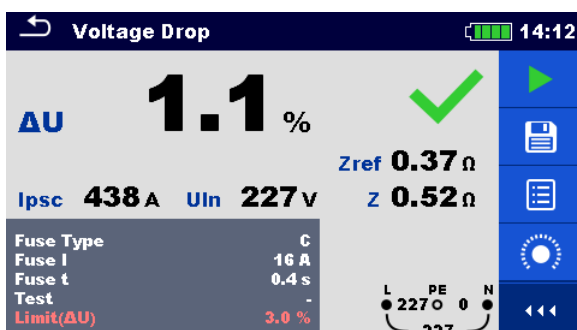 Voltage Drop 14:12
ΔU 1.1 %
Zref 0.37 Ω
Ipsc 438 A Uln 227 V Z 0.52 Ω
Fuse Type C
Fuse I 16 A
Fuse t 0.4 s
Test -
Limit(ΔU) 3.0 %
L PE N
227 0
227